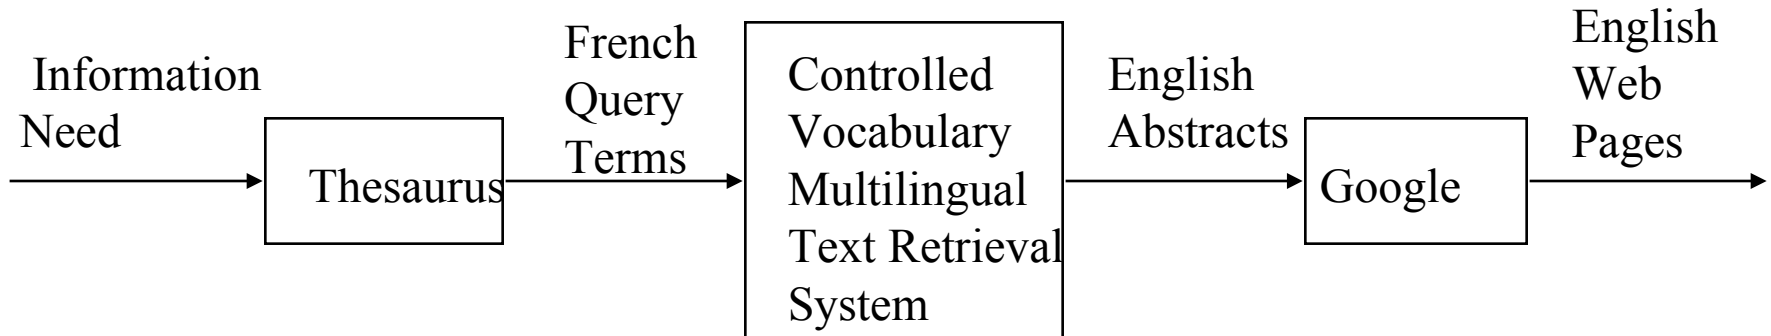 Information
Need
Thesaurus
French
Query
Terms
Controlled
Vocabulary
Multilingual
Text Retrieval
System
English
Abstracts
Google
English
Web
Pages